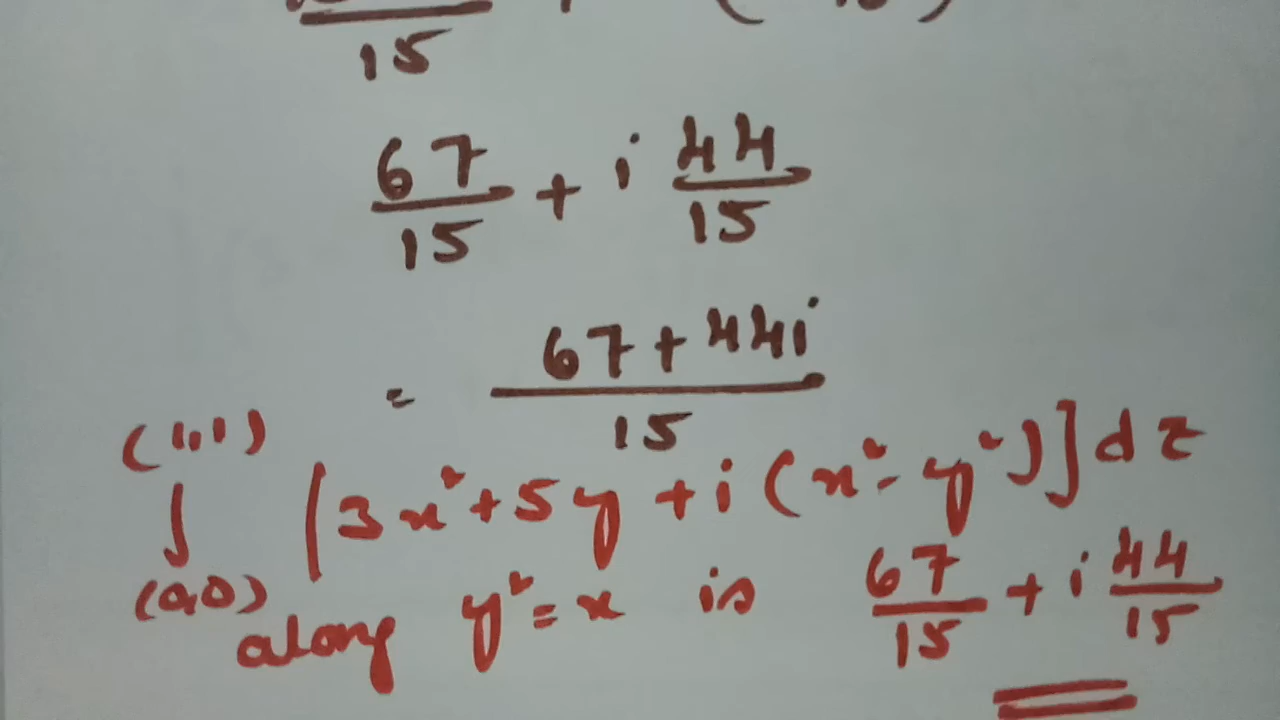 15
67/15 + i 44/15
= 67+44i/15
∫(0,0)(1,1) [3x²+5y+i(x²-y²)]dz
along y²=x is 67/15 + i 44/15